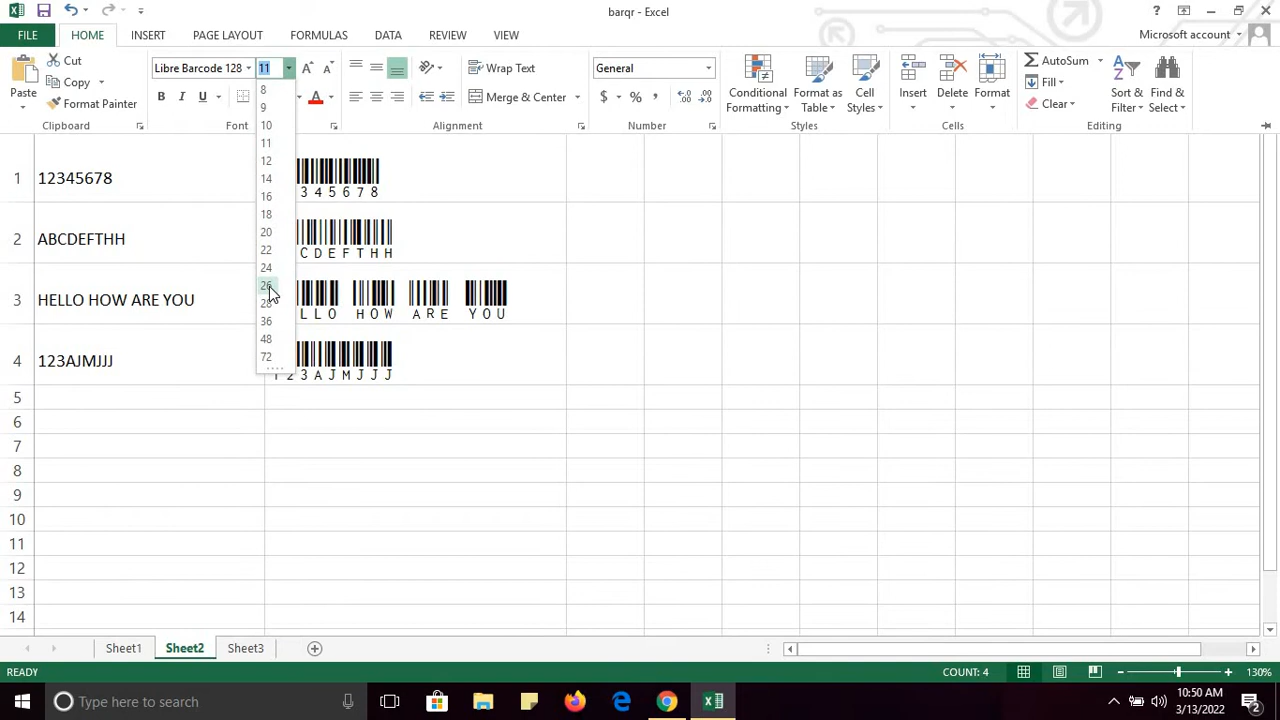 barqr - Excel
FILE HOME INSERT PAGE LAYOUT FORMULAS DATA REVIEW VIEW Microsoft account
Paste
Cut
Copy
Format Painter
Clipboard
Libre Barcode 128 11
B I U
Font
Wrap Text
Merge & Center
Alignment
General
$ % ,
Number
Conditional Formatting
Format as Table
Cell Styles
Styles
Insert
Delete
Format
Cells
AutoSum
Fill
Clear
Sort & Filter
Find & Select
Editing
8
9
10
11
12
14
16
18
20
22
24
26
28
36
48
72
1 12345678 3 4 5 6 7 8
2 ABCDEFTHH C D E F T H H
3 HELLO HOW ARE YOU L L O H O W A R E Y O U
4 123AJMJJJ 1 2 3 A J M J J J
5
6
7
8
9
10
11
12
13
14
Sheet1 Sheet2 Sheet3
READY COUNT: 4 130%
Type here to search
10:50 AM
3/13/2022
2